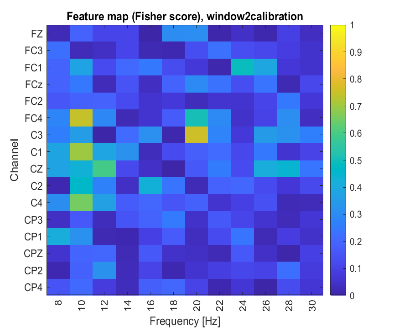 Feature map (Fisher score), window2calibration
FZ
FC3
FC1
FCz
FC2
FC4
C3
C1
CZ
C2
C4
CP3
CP1
CPZ
CP2
CP4
Channel
8 10 12 14 16 18 20 22 24 26 28 30
Frequency [Hz]
1
0.9
0.8
0.7
0.6
0.5
0.4
0.3
0.2
0.1
0